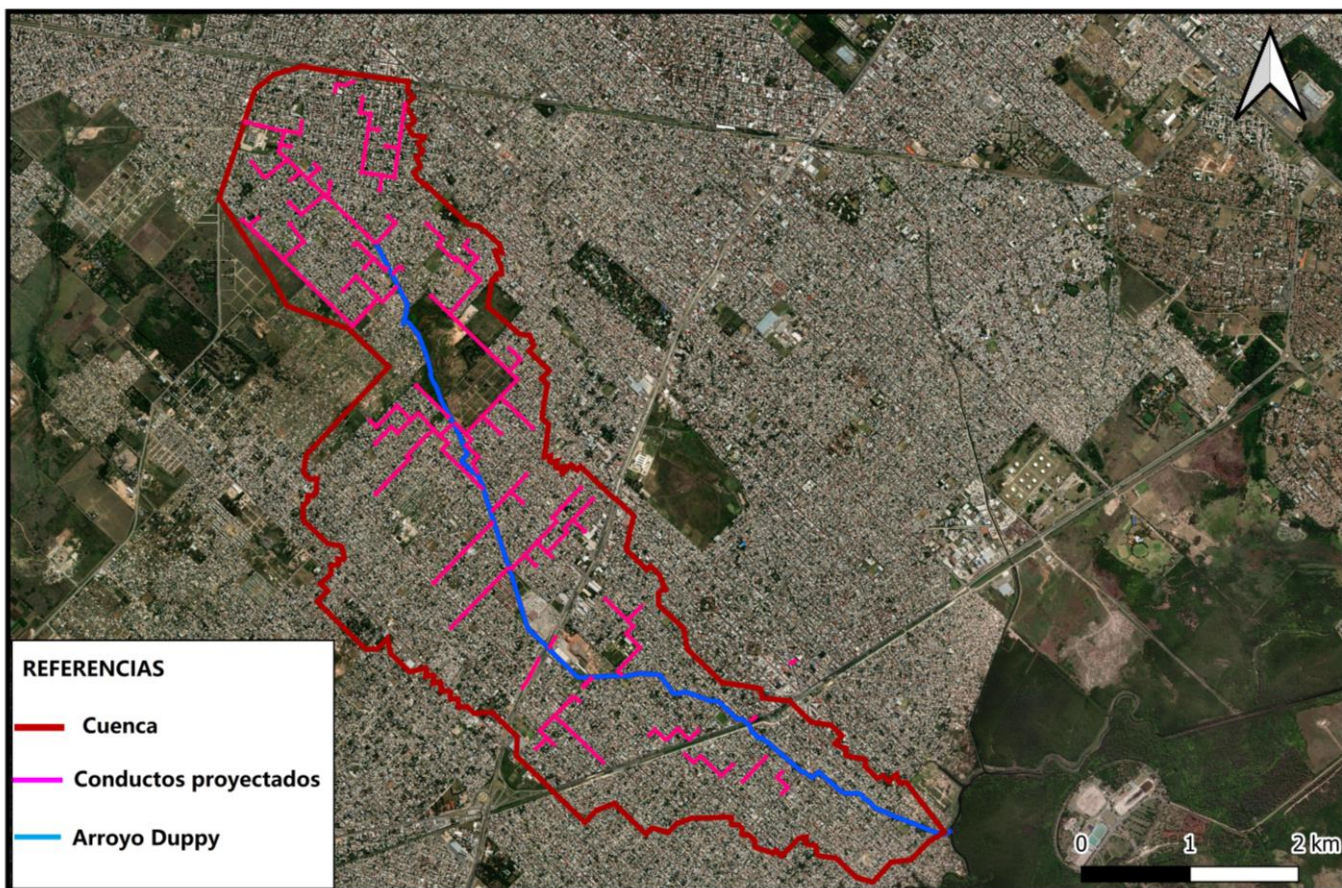 REFERENCIAS
Cuenca
Conductos proyectados
Arroyo Duppy
0 1 2 km